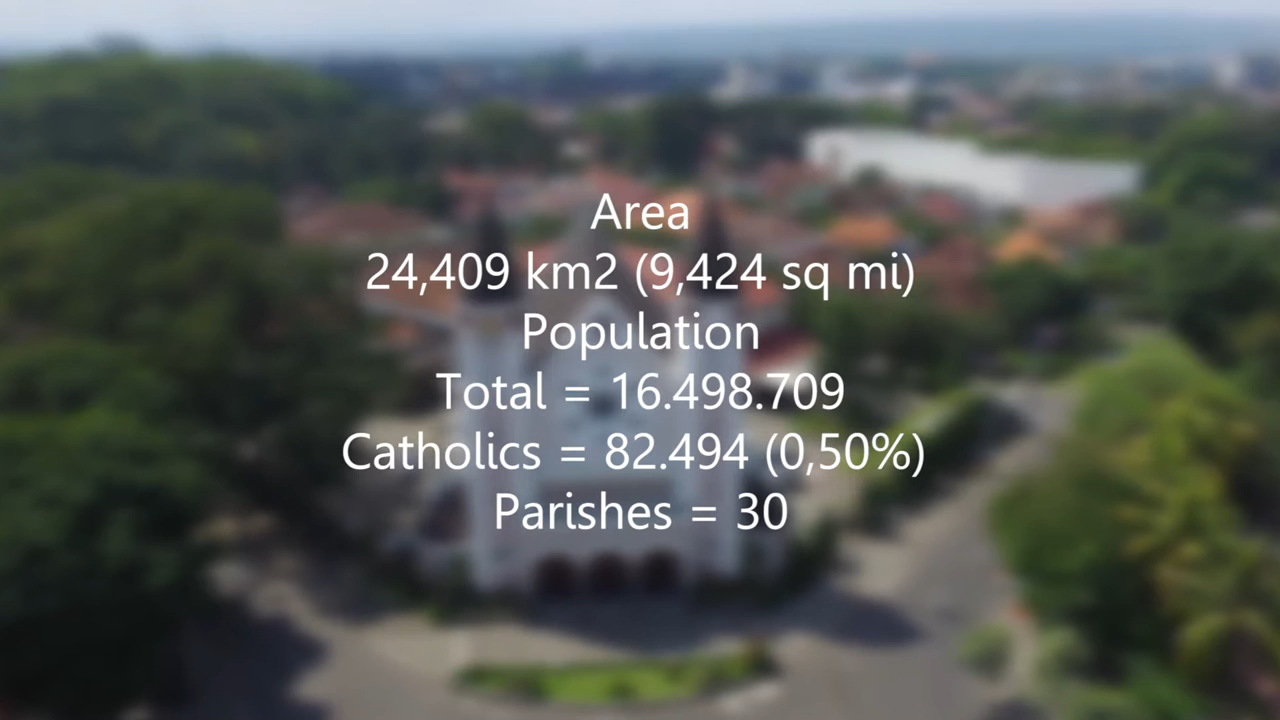 Area
24,409 km2 (9,424 sq mi)
Population
Total = 16.498.709
Catholics = 82.494 (0,50%)
Parishes = 30